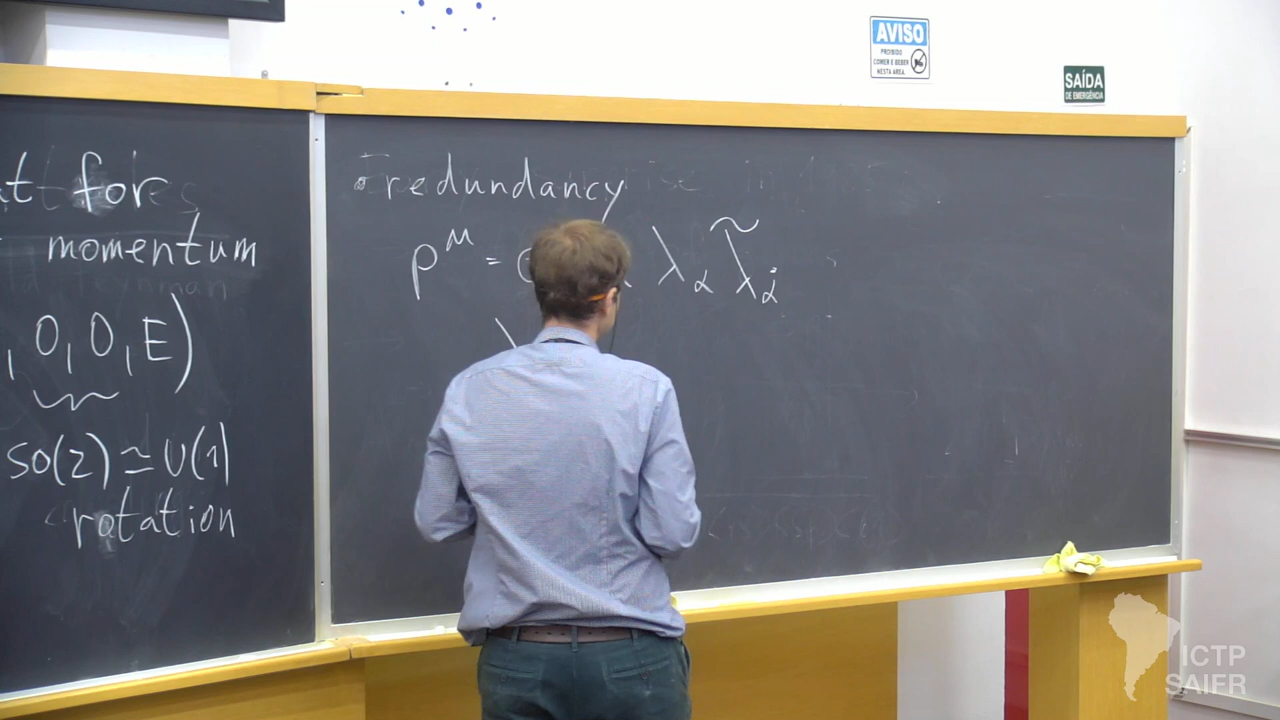 AVISO
PROIBIDO
COMER E BEBER
NESTA ÁREA.
SAÍDA
DE EMERGÊNCIA
for
momentum
, 0, 0, E)
SO(2) ≃ U(1)
rotation
redundancy
p^μ = λ_α λ̃_α̇
λ
ICTP
SAIFR